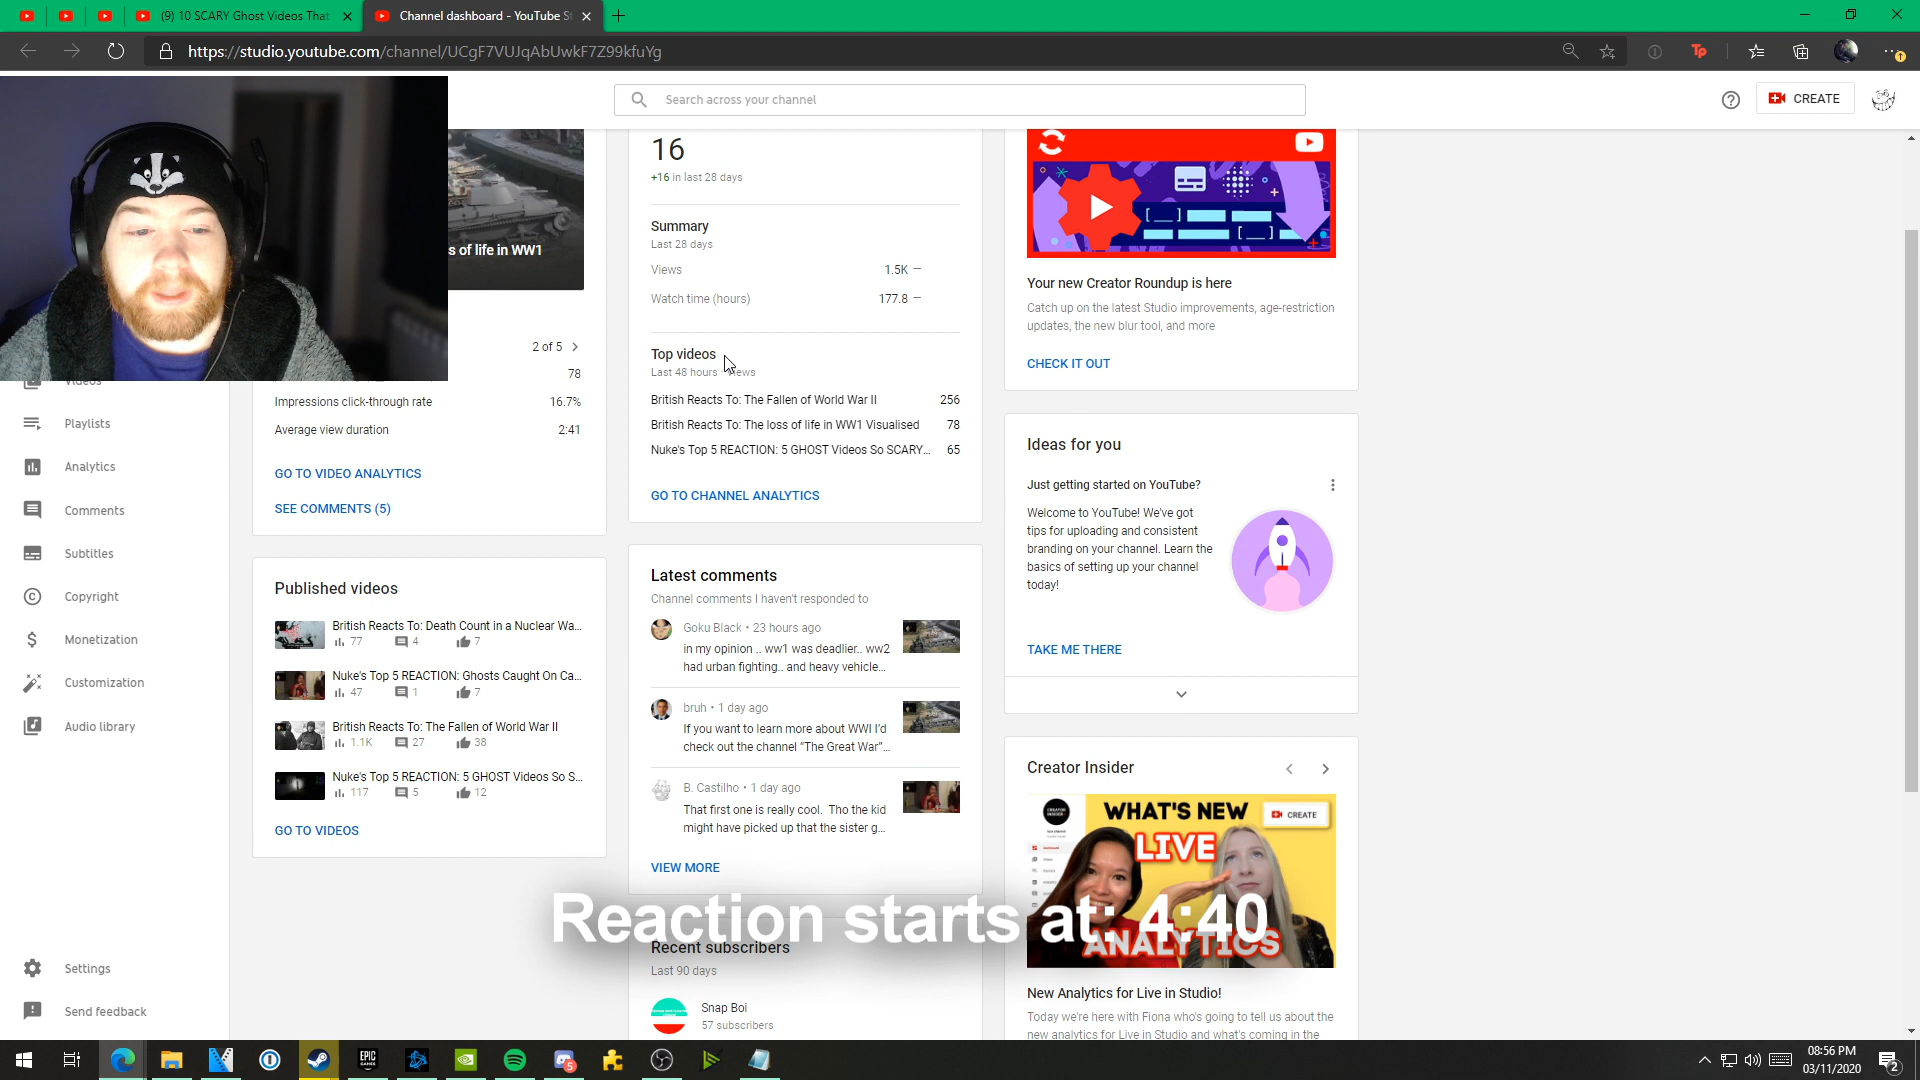 (9) 10 SCARY Ghost Videos That
Channel dashboard - YouTube S
https://studio.youtube.com/channel/UCgF7VUJqAbUwkF7Z99kfuYg
Search across your channel
CREATE
s of life in WW1
2 of 5
78
Impressions click-through rate 16.7%
Average view duration 2:41
GO TO VIDEO ANALYTICS
SEE COMMENTS (5)
Videos
Playlists
Analytics
Comments
Subtitles
Copyright
Monetization
Customization
Audio library
Settings
Send feedback
Published videos
British Reacts To: Death Count in a Nuclear Wa...
77 4 7
Nuke's Top 5 REACTION: Ghosts Caught On Ca...
47 1 7
British Reacts To: The Fallen of World War II
1.1K 27 38
Nuke's Top 5 REACTION: 5 GHOST Videos So S...
117 5 12
GO TO VIDEOS
16
+16 in last 28 days
Summary
Last 28 days
Views 1.5K —
Watch time (hours) 177.8 —
Top videos
Last 48 hours
British Reacts To: The Fallen of World War II 256
British Reacts To: The loss of life in WW1 Visualised 78
Nuke's Top 5 REACTION: 5 GHOST Videos So SCARY... 65
GO TO CHANNEL ANALYTICS
Latest comments
Channel comments I haven't responded to
Goku Black • 23 hours ago
in my opinion .. ww1 was deadlier.. ww2
had urban fighting.. and heavy vehicle...
bruh • 1 day ago
If you want to learn more about WWI I'd
check out the channel "The Great War"...
B. Castilho • 1 day ago
That first one is really cool. Tho the kid
might have picked up that the sister g...
VIEW MORE
Recent subscribers
Last 90 days
Snap Boi
57 subscribers
Your new Creator Roundup is here
Catch up on the latest Studio improvements, age-restriction
updates, the new blur tool, and more
CHECK IT OUT
Ideas for you
Just getting started on YouTube?
Welcome to YouTube! We've got
tips for uploading and consistent
branding on your channel. Learn the
basics of setting up your channel
today!
TAKE ME THERE
Creator Insider
WHAT'S NEW
CREATE
LIVE
ANALYTICS
New Analytics for Live in Studio!
Today we're here with Fiona who's going to tell us about the
new analytics for Live in Studio and what's coming in the
Reaction starts at: 4:40
EPIC
GAMES
5
08:56 PM
03/11/2020
2